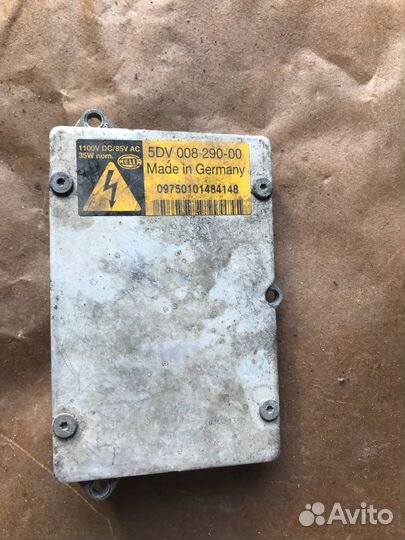 1100V DC/85V AC
35W nom.
HELLA
5DV 008 290-00
Made in Germany
09750101484148
Avito